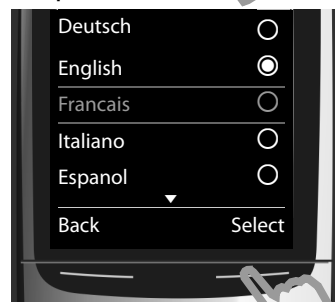 Deutsch
English
Francais
Italiano
Espanol
Back Select